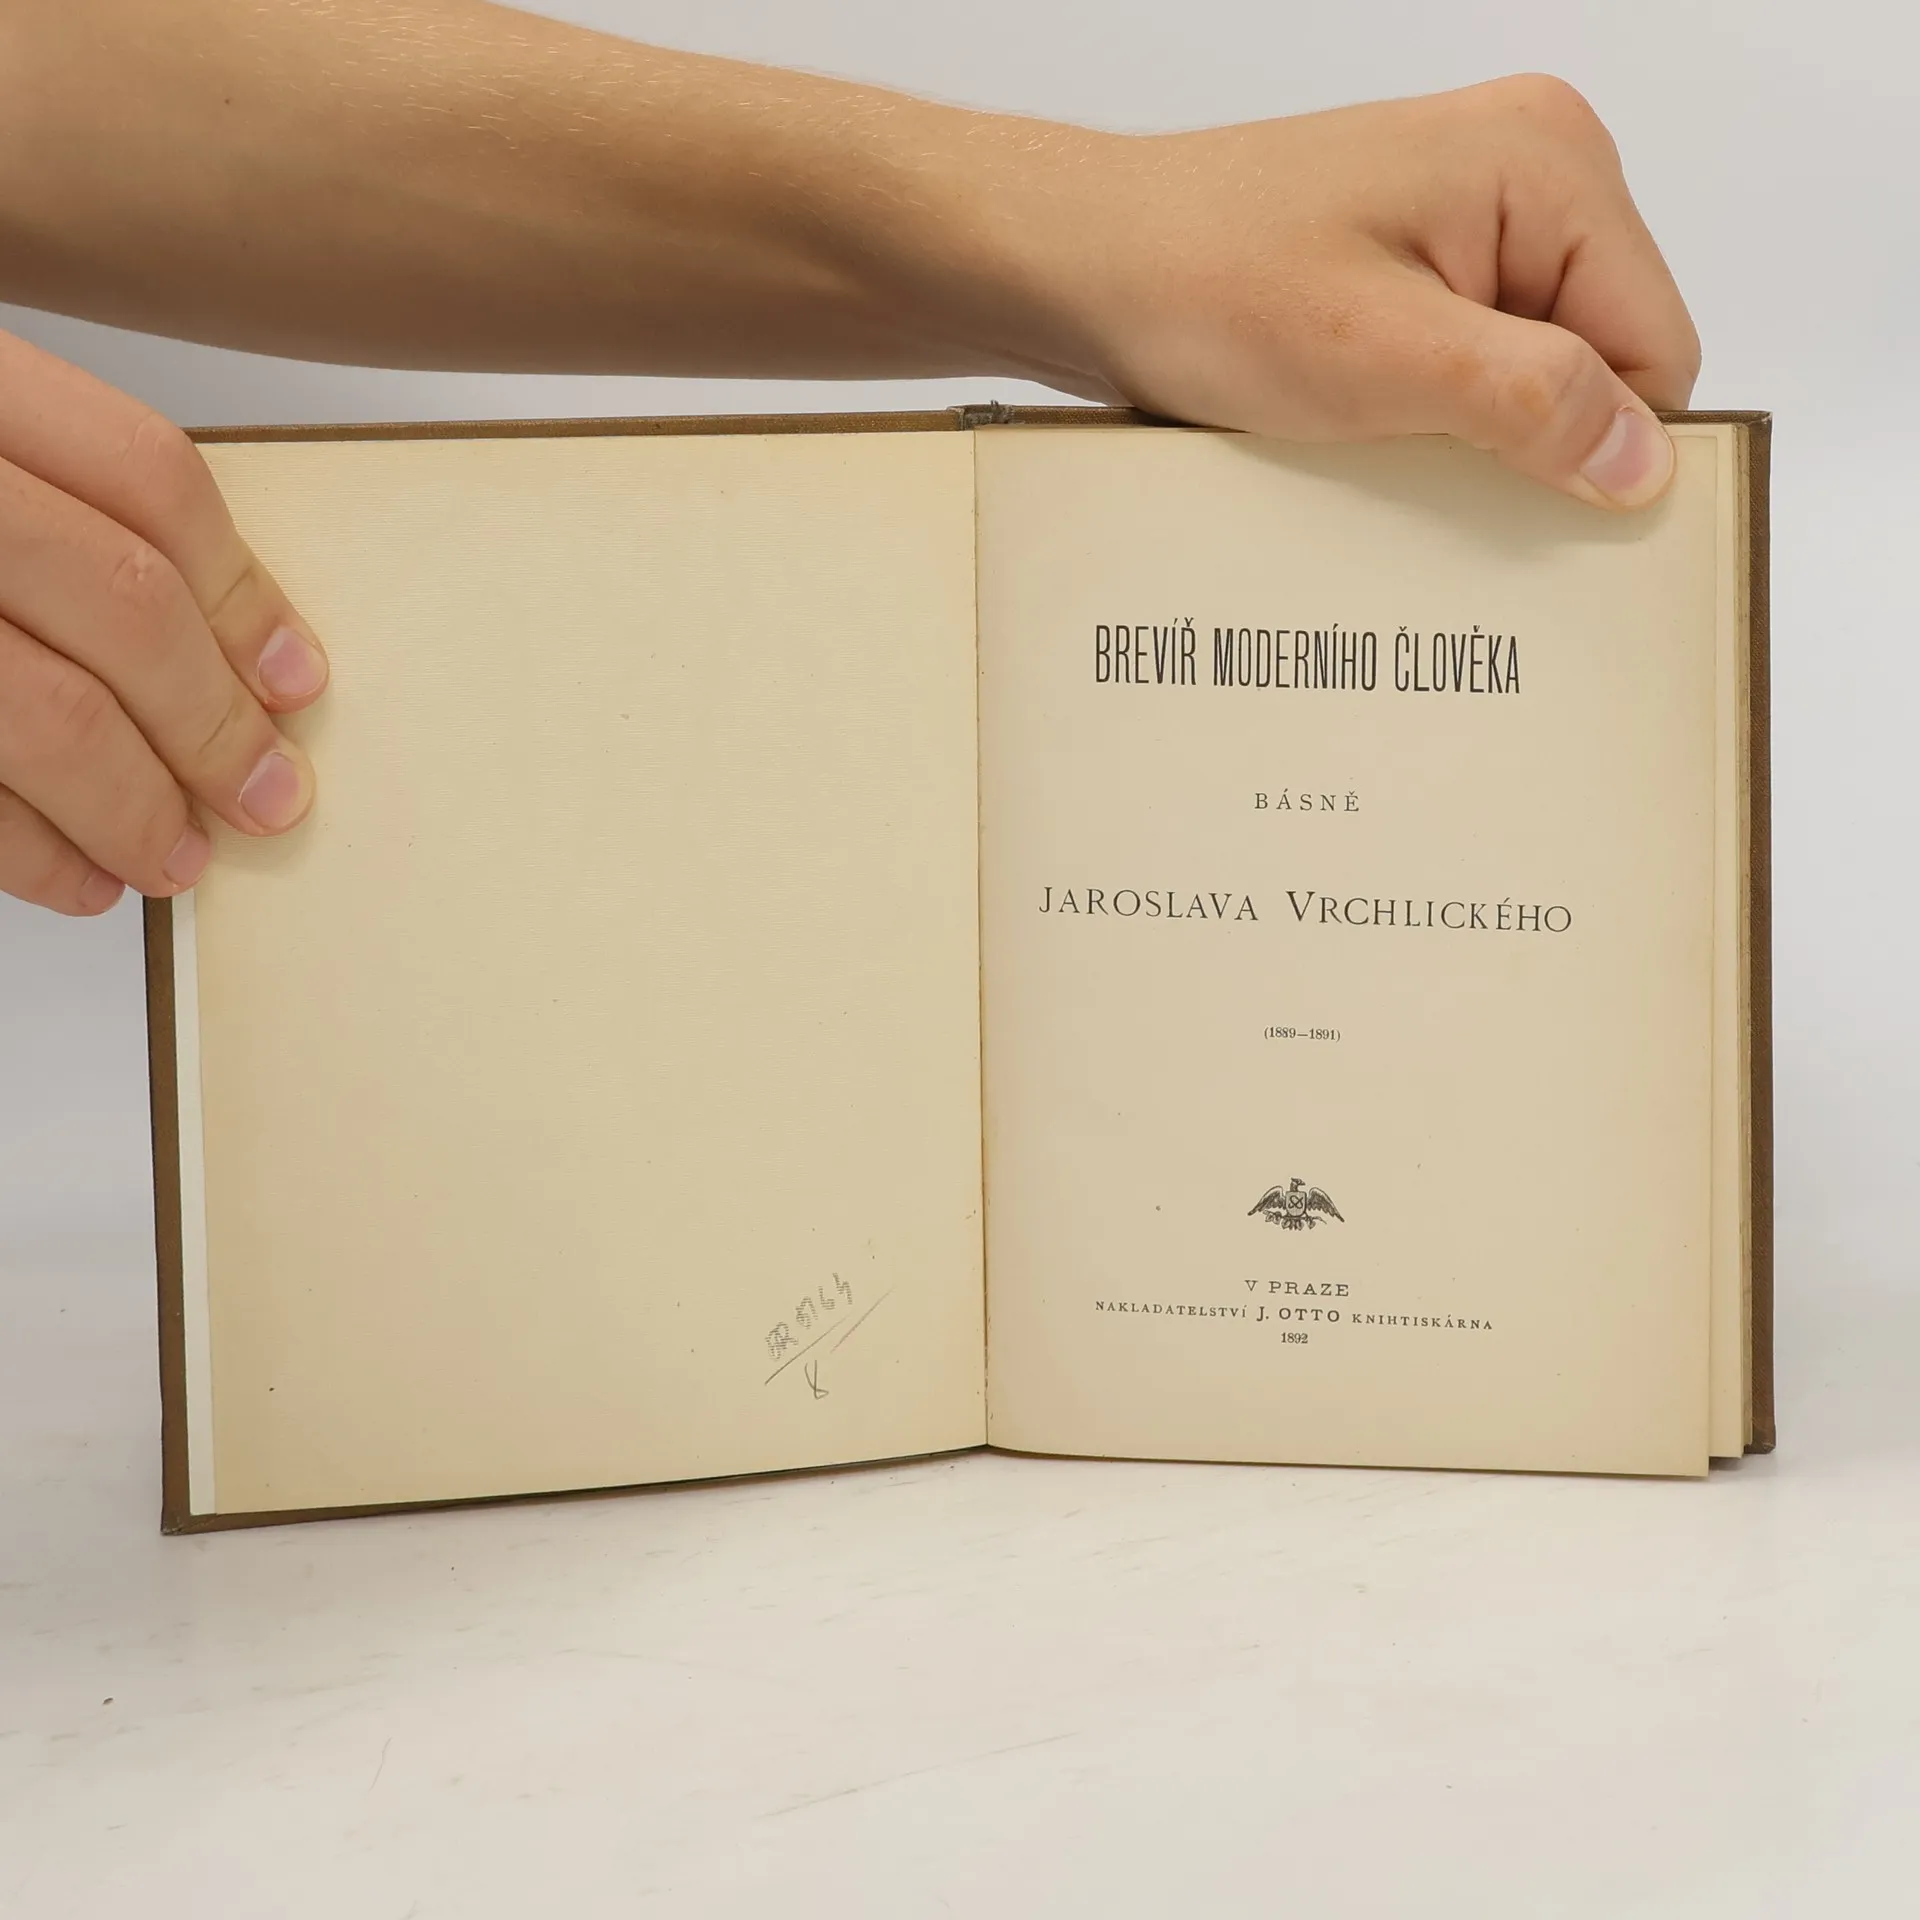 BREVÍŘ MODERNÍHO ČLOVĚKA
BÁSNĚ
JAROSLAVA VRCHLICKÉHO
(1889—1891)
V PRAZE
NAKLADATELSTVÍ J. OTTO KNIHTISKÁRNA
1892